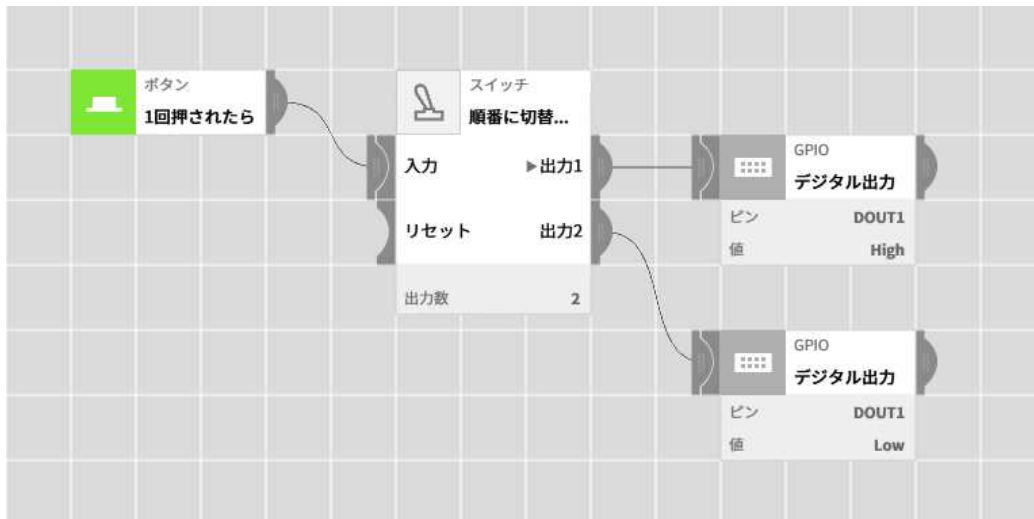 ボタン
1回押されたら
スイッチ
順番に切替...
入力
▶出力1
リセット
出力2
出力数 2
GPIO
デジタル出力
ピン DOUT1
値 High
GPIO
デジタル出力
ピン DOUT1
値 Low